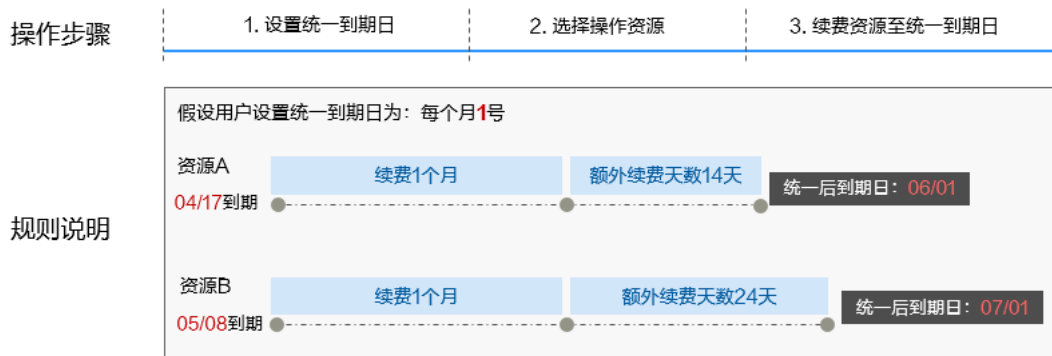 操作步骤
1. 设置统一到期日
2. 选择操作资源
3. 续费资源至统一到期日
规则说明
假设用户设置统一到期日为：每个月1号
资源A
续费1个月
额外续费天数14天
04/17到期
统一后到期日：06/01
资源B
续费1个月
额外续费天数24天
05/08到期
统一后到期日：07/01